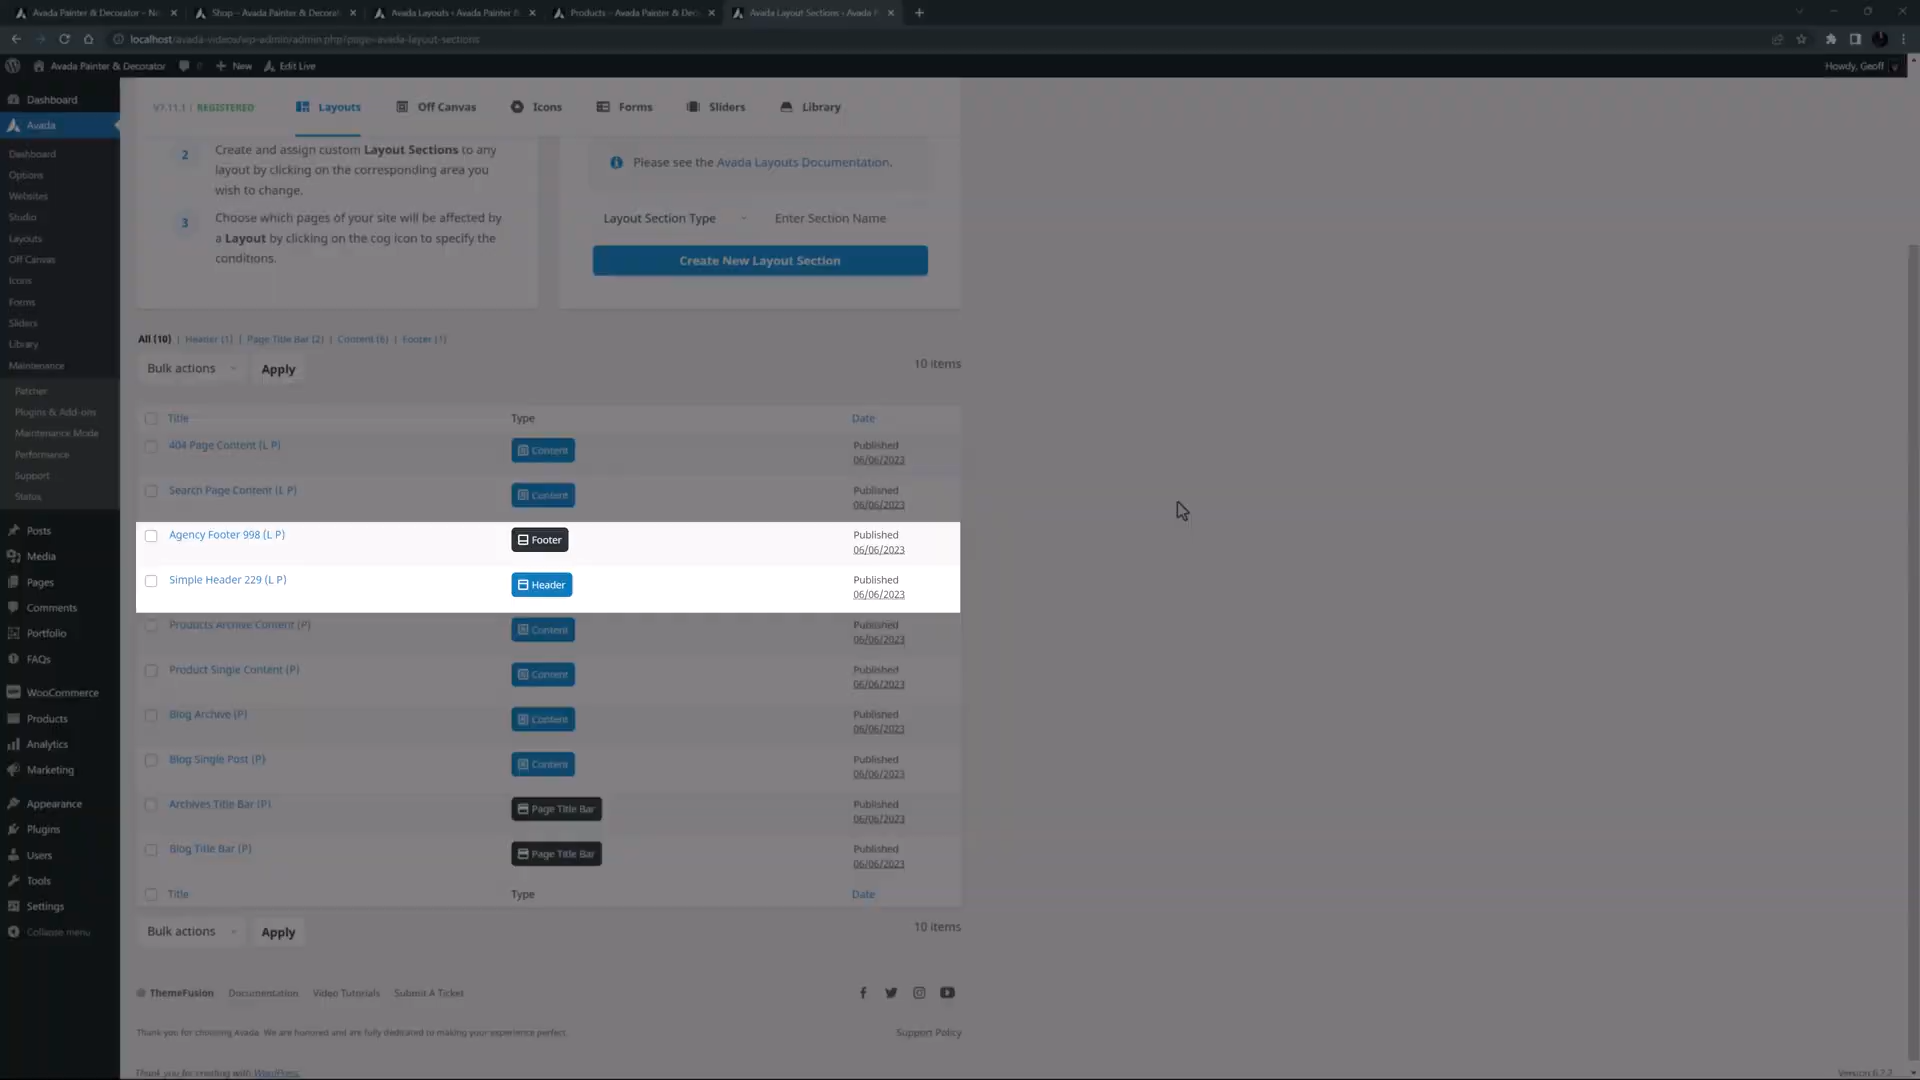 Avada Painter & Decorator - N
Shop – Avada Painter & Decorat
Avada Layouts ‹ Avada Painter &
Products – Avada Painter & Dec
Avada Layout Sections ‹ Avada P
localhost/avada-videos/wp-admin/admin.php?page=avada-layout-sections
Avada Painter & Decorator
New
Edit Live
Howdy, Geoff
Dashboard
Avada
Dashboard
Options
Websites
Studio
Layouts
Off Canvas
Icons
Forms
Sliders
Library
Maintenance
Patcher
Plugins & Add-ons
Maintenance Mode
Performance
Support
Status
Posts
Media
Pages
Comments
Portfolio
FAQs
WooCommerce
Products
Analytics
Marketing
Appearance
Plugins
Users
Tools
Settings
Collapse menu
V7.11.1 | REGISTERED
Layouts
Off Canvas
Icons
Forms
Sliders
Library
2
Create and assign custom Layout Sections to any
layout by clicking on the corresponding area you
wish to change.
3
Choose which pages of your site will be affected by
a Layout by clicking on the cog icon to specify the
conditions.
Please see the Avada Layouts Documentation.
Layout Section Type
Enter Section Name
Create New Layout Section
All (10) | Header (1) | Page Title Bar (2) | Content (6) | Footer (1)
Bulk actions
Apply
10 items
Title Type Date
404 Page Content (L P) Content Published
06/06/2023
Search Page Content (L P) Content Published
06/06/2023
Agency Footer 998 (L P) Footer Published
06/06/2023
Simple Header 229 (L P) Header Published
06/06/2023
Products Archive Content (P) Content Published
06/06/2023
Product Single Content (P) Content Published
06/06/2023
Blog Archive (P) Content Published
06/06/2023
Blog Single Post (P) Content Published
06/06/2023
Archives Title Bar (P) Page Title Bar Published
06/06/2023
Blog Title Bar (P) Page Title Bar Published
06/06/2023
Title Type Date
Bulk actions
Apply
10 items
ThemeFusion Documentation Video Tutorials Submit A Ticket
Thank you for choosing Avada. We are honored and are fully dedicated to making your experience perfect.
Support Policy
Thank you for creating with WordPress.